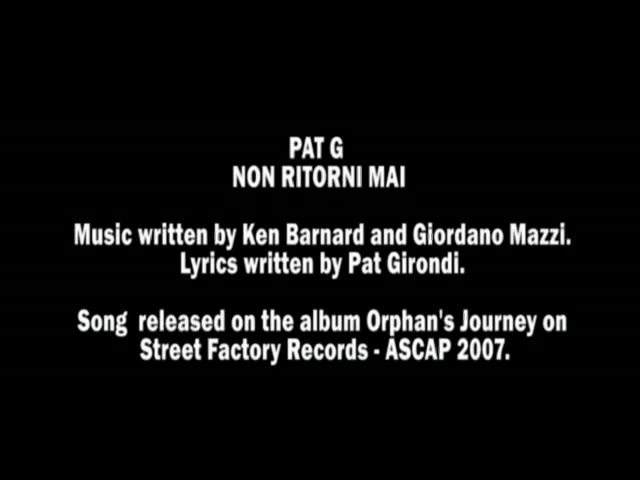 PAT G
NON RITORNI MAI
Music written by Ken Barnard and Giordano Mazzi.
Lyrics written by Pat Girondi.
Song  released on the album Orphan's Journey on
Street Factory Records - ASCAP 2007.